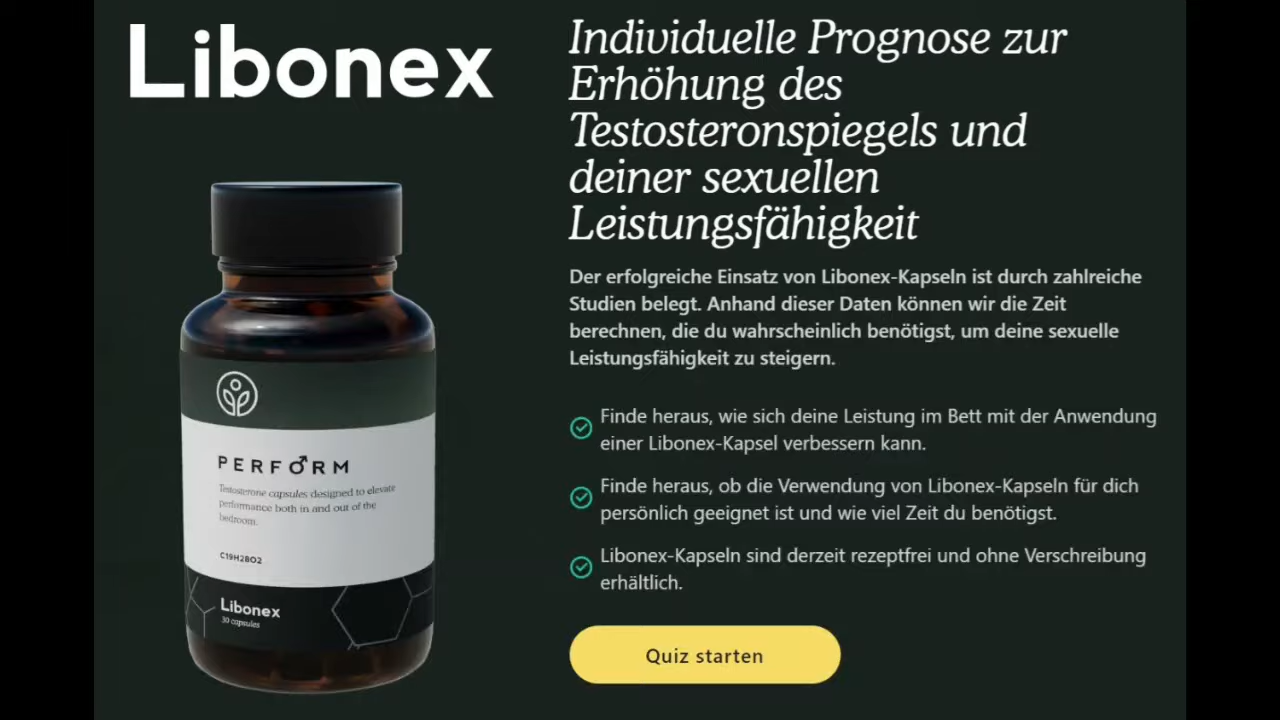 Libonex
PERFORM
Testosterone capsules designed to elevate
performance both in and out of the
bedroom.
C19H28O2
Libonex
30 capsules
Individuelle Prognose zur
Erhöhung des
Testosteronspiegels und
deiner sexuellen
Leistungsfähigkeit
Der erfolgreiche Einsatz von Libonex-Kapseln ist durch zahlreiche
Studien belegt. Anhand dieser Daten können wir die Zeit
berechnen, die du wahrscheinlich benötigst, um deine sexuelle
Leistungsfähigkeit zu steigern.
Finde heraus, wie sich deine Leistung im Bett mit der Anwendung
einer Libonex-Kapsel verbessern kann.
Finde heraus, ob die Verwendung von Libonex-Kapseln für dich
persönlich geeignet ist und wie viel Zeit du benötigst.
Libonex-Kapseln sind derzeit rezeptfrei und ohne Verschreibung
erhältlich.
Quiz starten